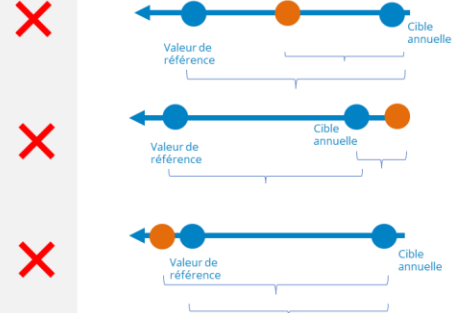 Cible
annuelle
Valeur de
référence
Cible
annuelle
Valeur de
référence
Cible
annuelle
Valeur de
référence